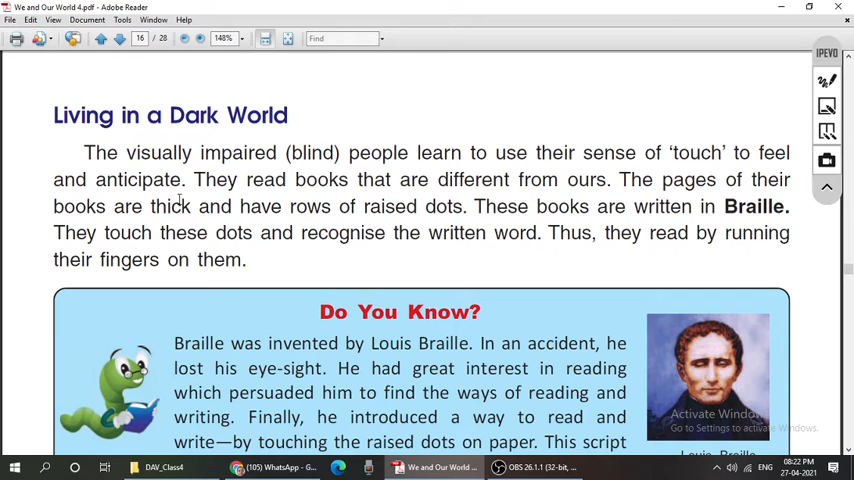 We and Our World 4.pdf - Adobe Reader
File Edit View Document Tools Window Help
16 / 28 148% Find
IPEVO
Living in a Dark World
The visually impaired (blind) people learn to use their sense of ‘touch’ to feel
and anticipate. They read books that are different from ours. The pages of their
books are thick and have rows of raised dots. These books are written in Braille.
They touch these dots and recognise the written word. Thus, they read by running
their fingers on them.
Do You Know?
Braille was invented by Louis Braille. In an accident, he
lost his eye-sight. He had great interest in reading
which persuaded him to find the ways of reading and
writing. Finally, he introduced a way to read and
write—by touching the raised dots on paper. This script
Louis Braille
Activate Windows
Go to Settings to activate Windows.
DAV_Class4
(105) WhatsApp - G...
We and Our World ...
OBS 26.1.1 (32-bit, ...
ENG
08:22 PM
27-04-2021